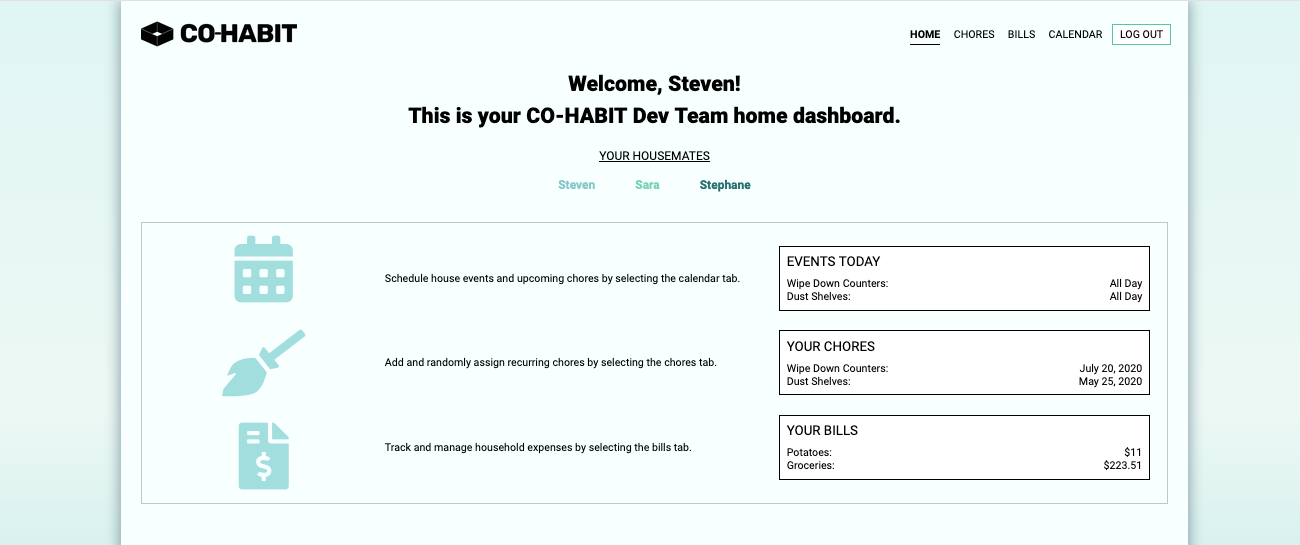 CO-HABIT
HOME CHORES BILLS CALENDAR LOG OUT
Welcome, Steven!
This is your CO-HABIT Dev Team home dashboard.
YOUR HOUSEMATES
Steven Sara Stephane
Schedule house events and upcoming chores by selecting the calendar tab.
EVENTS TODAY
Wipe Down Counters: All Day
Dust Shelves: All Day
Add and randomly assign recurring chores by selecting the chores tab.
YOUR CHORES
Wipe Down Counters: July 20, 2020
Dust Shelves: May 25, 2020
$
Track and manage household expenses by selecting the bills tab.
YOUR BILLS
Potatoes: $11
Groceries: $223.51